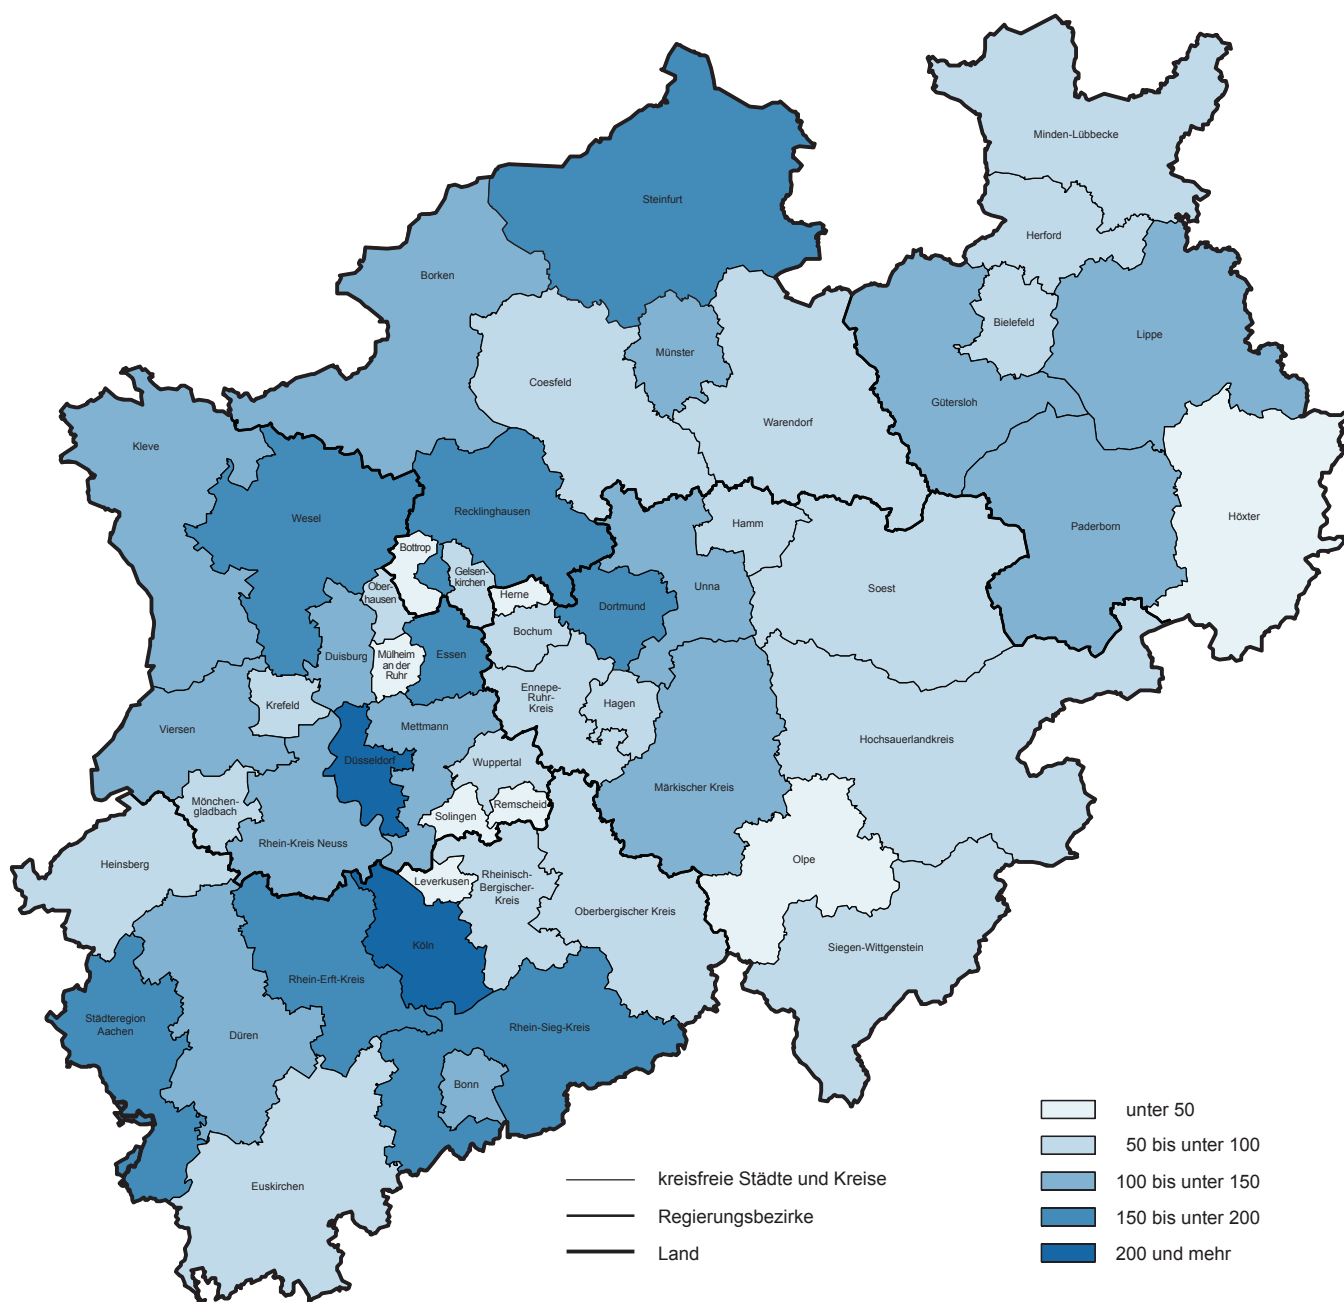 Minden-Lübbecke
Steinfurt
Herford
Borken
Bielefeld
Lippe
Münster
Coesfeld
Gütersloh
Warendorf
Kleve
Höxter
Wesel
Recklinghausen
Hamm
Paderborn
Bottrop
Gelsen-
kirchen
Ober-
hausen
Herne
Dortmund
Unna
Soest
Bochum
Duisburg
Mülheim
an der
Ruhr
Essen
Ennepe-
Ruhr-
Kreis
Hagen
Krefeld
Viersen
Mettmann
Hochsauerlandkreis
Düsseldorf
Wuppertal
Märkischer Kreis
Mönchen-
gladbach
Solingen
Remscheid
Rhein-Kreis Neuss
Heinsberg
Olpe
Leverkusen
Rheinisch-
Bergischer-
Kreis
Oberbergischer Kreis
Köln
Siegen-Wittgenstein
Rhein-Erft-Kreis
Städteregion
Aachen
Düren
Rhein-Sieg-Kreis
Bonn
Euskirchen
kreisfreie Städte und Kreise
Regierungsbezirke
Land
unter 50
50 bis unter 100
100 bis unter 150
150 bis unter 200
200 und mehr